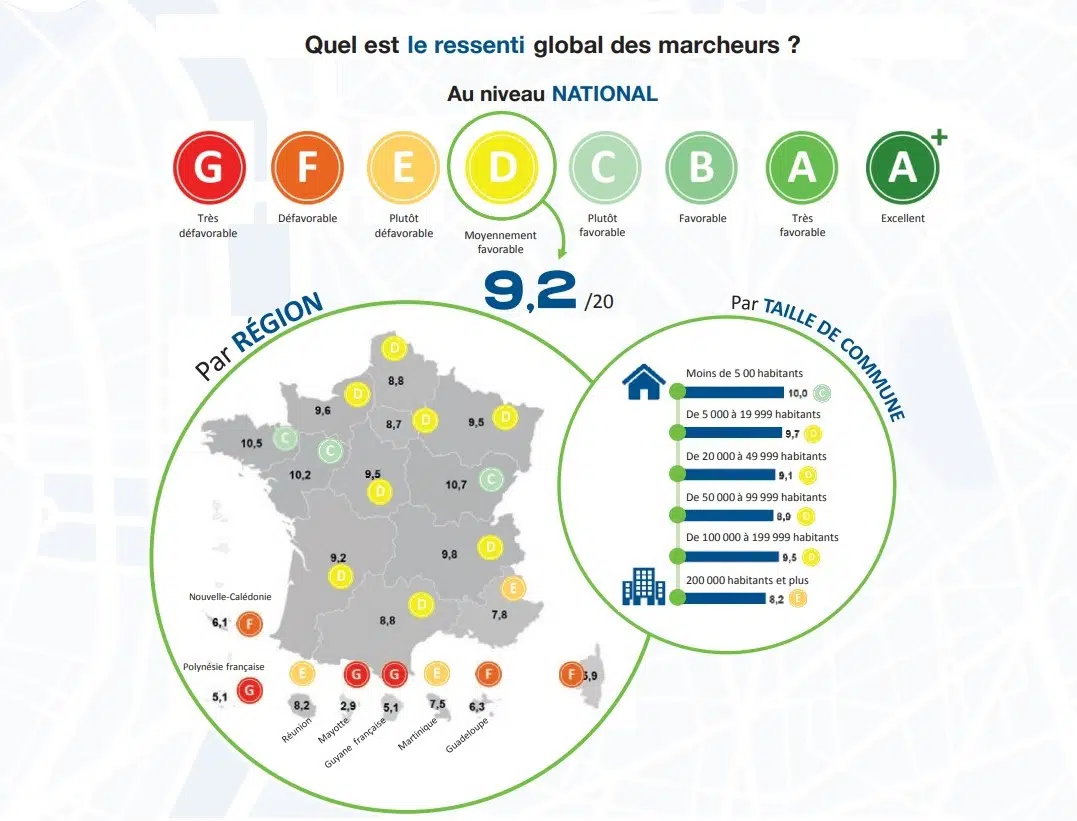 Quel est le ressenti global des marcheurs ?
Au niveau NATIONAL
G
F
E
D
C
B
A
A+
Très
défavorable
Défavorable
Plutôt
défavorable
Moyennement
favorable
Plutôt
favorable
Favorable
Très
favorable
Excellent
9,2 /20
Par RÉGION
D
8,8
D
9,6
D
8,7
D
9,5
C
10,5
C
10,2
9,5
D
C
10,7
9,2
D
D
9,8
E
7,8
D
8,8
Nouvelle-Calédonie
6,1 F
Polynésie française
5,1 G
E
8,2
Réunion
G
2,9
Mayotte
G
5,1
Guyane française
E
7,5
Martinique
F
6,3
Guadeloupe
F
Par TAILLE DE COMMUNE
Moins de 5 00 habitants
10,0 C
De 5 000 à 19 999 habitants
9,7 D
De 20 000 à 49 999 habitants
9,1 D
De 50 000 à 99 999 habitants
8,9 D
De 100 000 à 199 999 habitants
9,5 D
200 000 habitants et plus
8,2 E